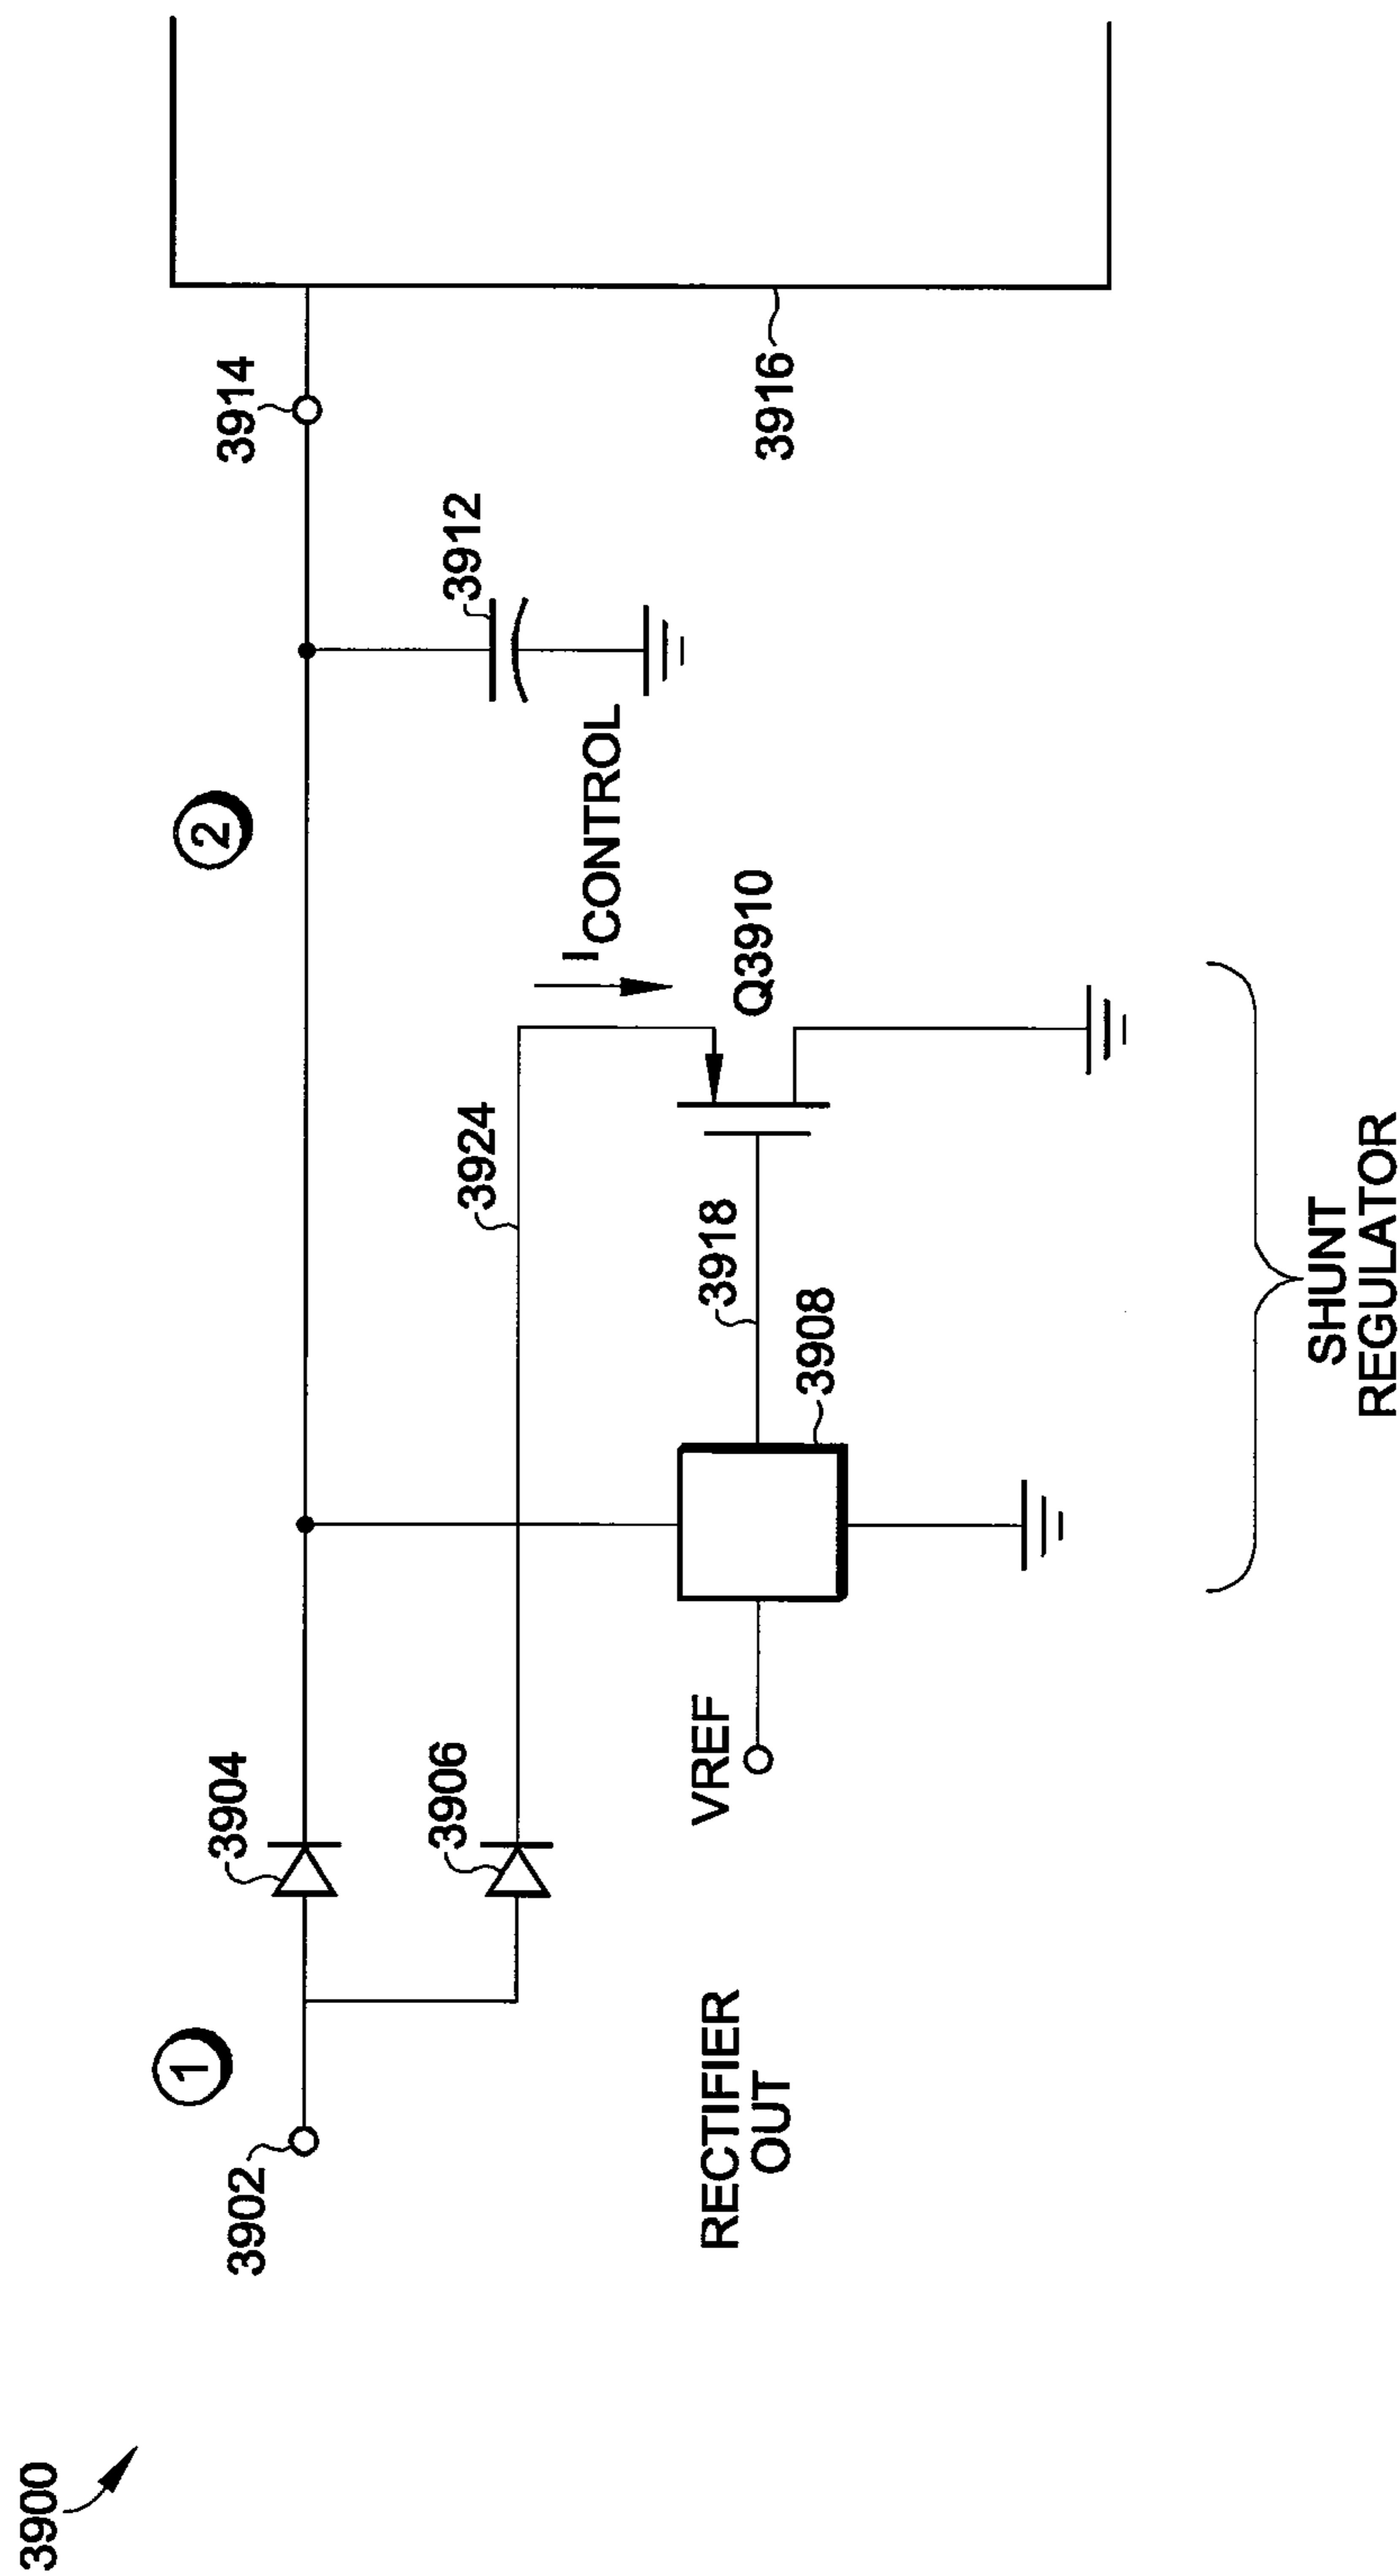 3900
1
2
3902
3904
3914
3906
3924
3912
I CONTROL
RECTIFIER
OUT
VREF
3918
Q3910
3908
3916
SHUNT
REGULATOR